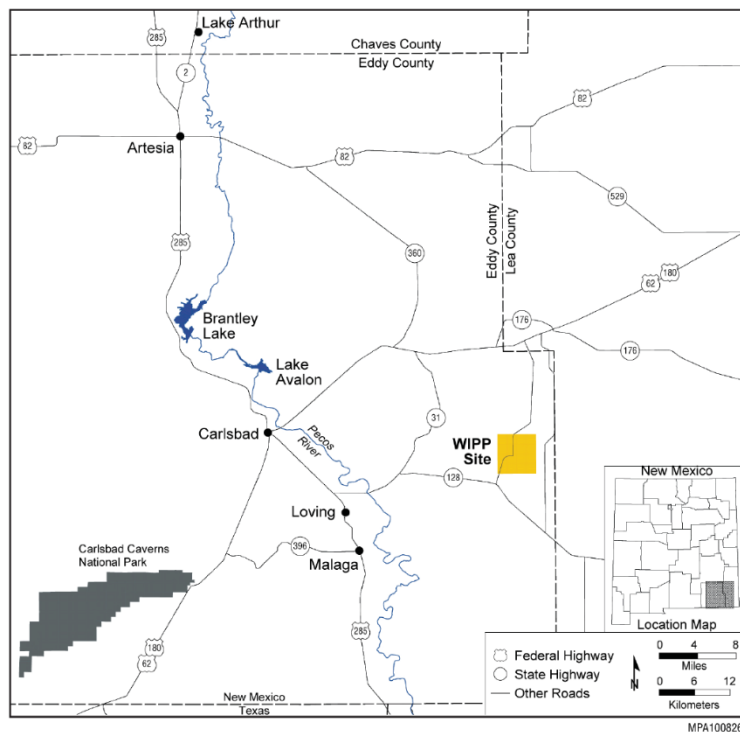 Lake Arthur
285
Chaves County
Eddy County
2
82
82
Artesia
82
529
Eddy County
Lea County
285
360
180
62
Brantley
Lake
176
176
Lake
Avalon
31
Carlsbad
Pecos
River
WIPP
Site
128
New Mexico
Loving
396
Malaga
Carlsbad Caverns
National Park
Location Map
180
62
285
Federal Highway
State Highway
Other Roads
N
0 4 8
Miles
0 6 12
Kilometers
New Mexico
Texas
MPA100826